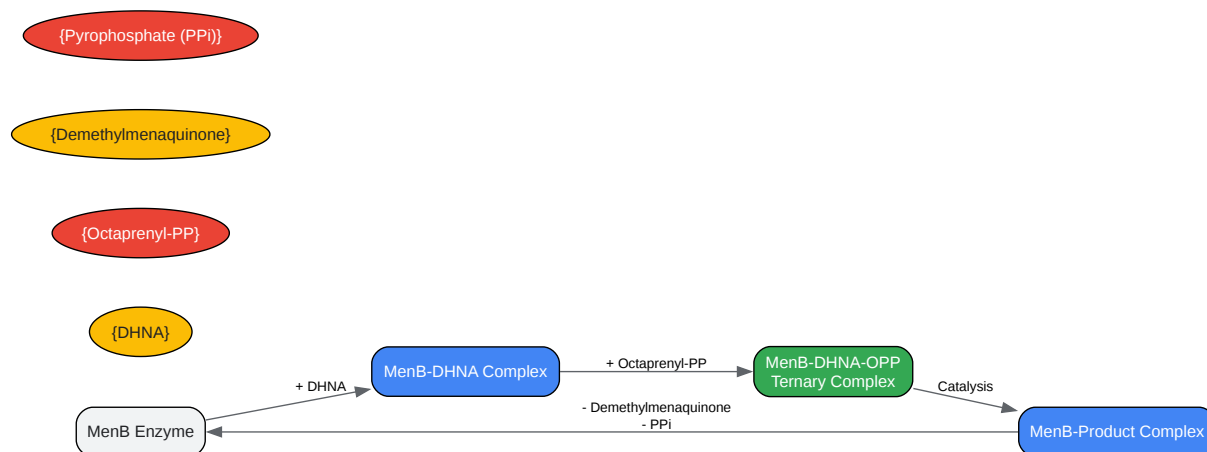 {Pyrophosphate (PPi)}
{Demethylmenaquinone}
{Octaprenyl-PP}
{DHNA}
MenB Enzyme
+ DHNA
MenB-DHNA Complex
+ Octaprenyl-PP
MenB-DHNA-OPP
Ternary Complex
Catalysis
MenB-Product Complex
- Demethylmenaquinone
- PPi